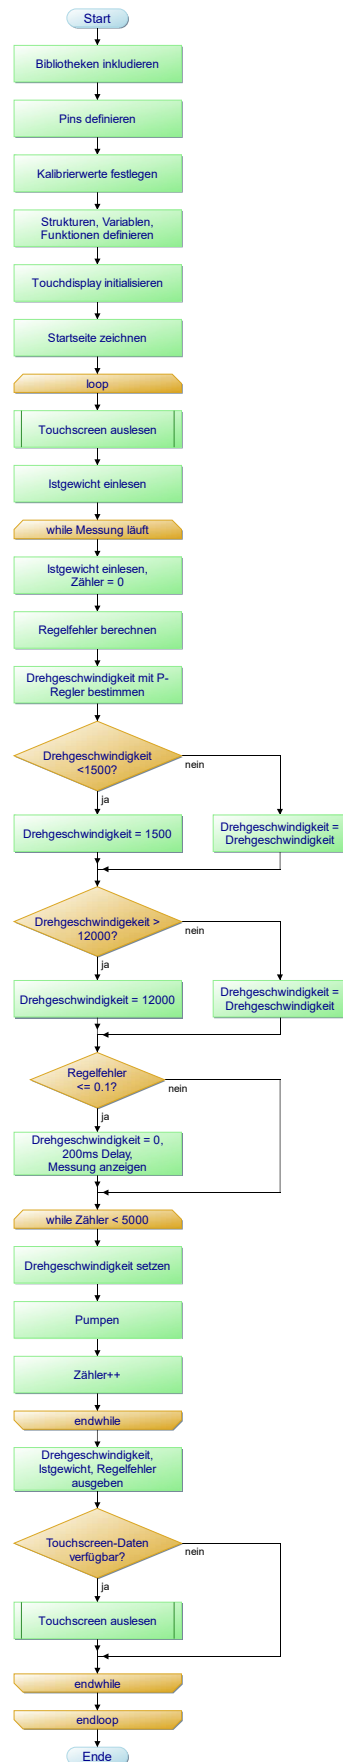 Start
Bibliotheken inkludieren
Pins definieren
Kalibrierwerte festlegen
Strukturen, Variablen,
Funktionen definieren
Touchdisplay initialisieren
Startseite zeichnen
loop
Touchscreen auslesen
Istgewicht einlesen
while Messung läuft
Istgewicht einlesen,
Zähler = 0
Regelfehler berechnen
Drehgeschwindigkeit mit P-
Regler bestimmen
Drehgeschwindigkeit
<1500?
nein
ja
Drehgeschwindigkeit = 1500
Drehgeschwindigkeit =
Drehgeschwindigkeit
Drehgeschwindigekeit >
12000?
nein
ja
Drehgeschwindigkeit = 12000
Drehgeschwindigkeit =
Drehgeschwindigkeit
Regelfehler
<= 0.1?
nein
ja
Drehgeschwindigkeit = 0,
200ms Delay,
Messung anzeigen
while Zähler < 5000
Drehgeschwindigkeit setzen
Pumpen
Zähler++
endwhile
Drehgeschwindigkeit,
Istgewicht, Regelfehler
ausgeben
Touchscreen-Daten
verfügbar?
nein
ja
Touchscreen auslesen
endwhile
endloop
Ende